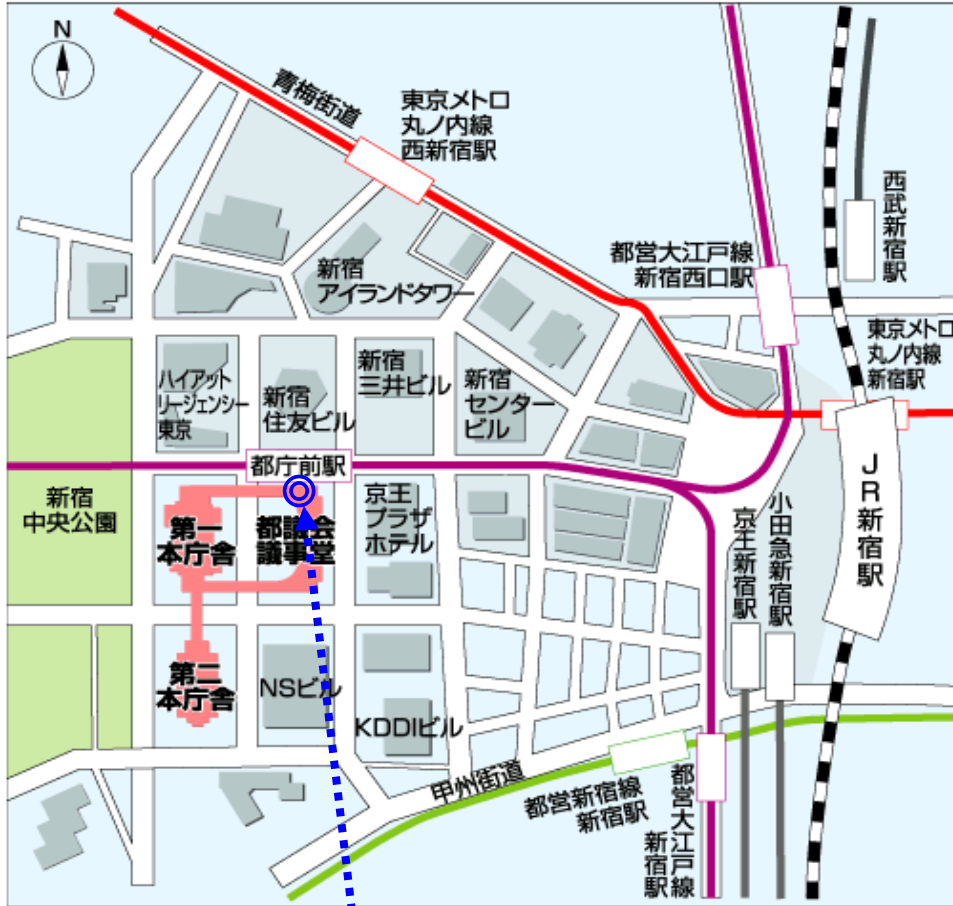 N
青梅街道
東京メトロ
丸ノ内線
西新宿駅
西武新宿駅
都営大江戸線
新宿西口駅
新宿
アイランドタワー
東京メトロ
丸ノ内線
新宿駅
ハイアット
リージェンシー
東京
新宿
住友ビル
新宿
三井ビル
新宿
センター
ビル
都庁前駅
JR新宿駅
新宿
中央公園
第一
本庁舎
都議会
議事堂
京王
プラザ
ホテル
京王新宿駅
小田急新宿駅
第二
本庁舎
NSビル
KDDIビル
甲州街道
都営新宿線
新宿駅
都営大江戸線
新宿駅